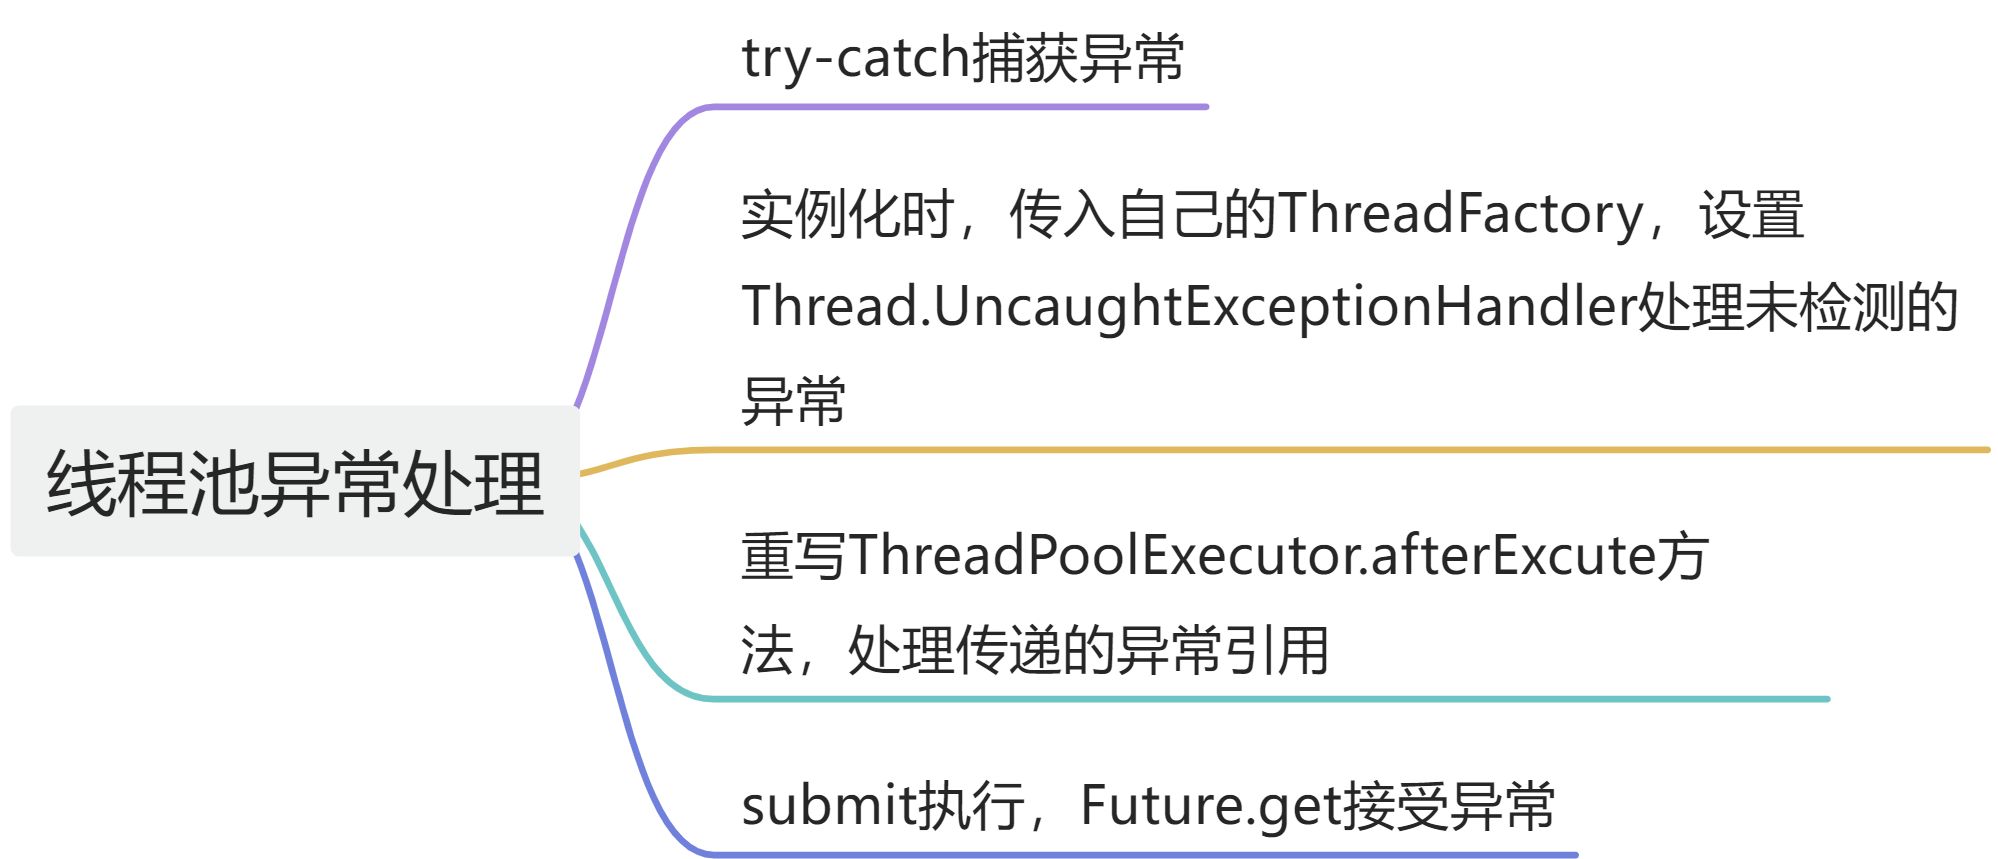 try-catch捕获异常
实例化时，传入自己的ThreadFactory，设置
Thread.UncaughtExceptionHandler处理未检测的
异常
线程池异常处理
重写ThreadPoolExecutor.afterExcute方
法，处理传递的异常引用
submit执行，Future.get接受异常